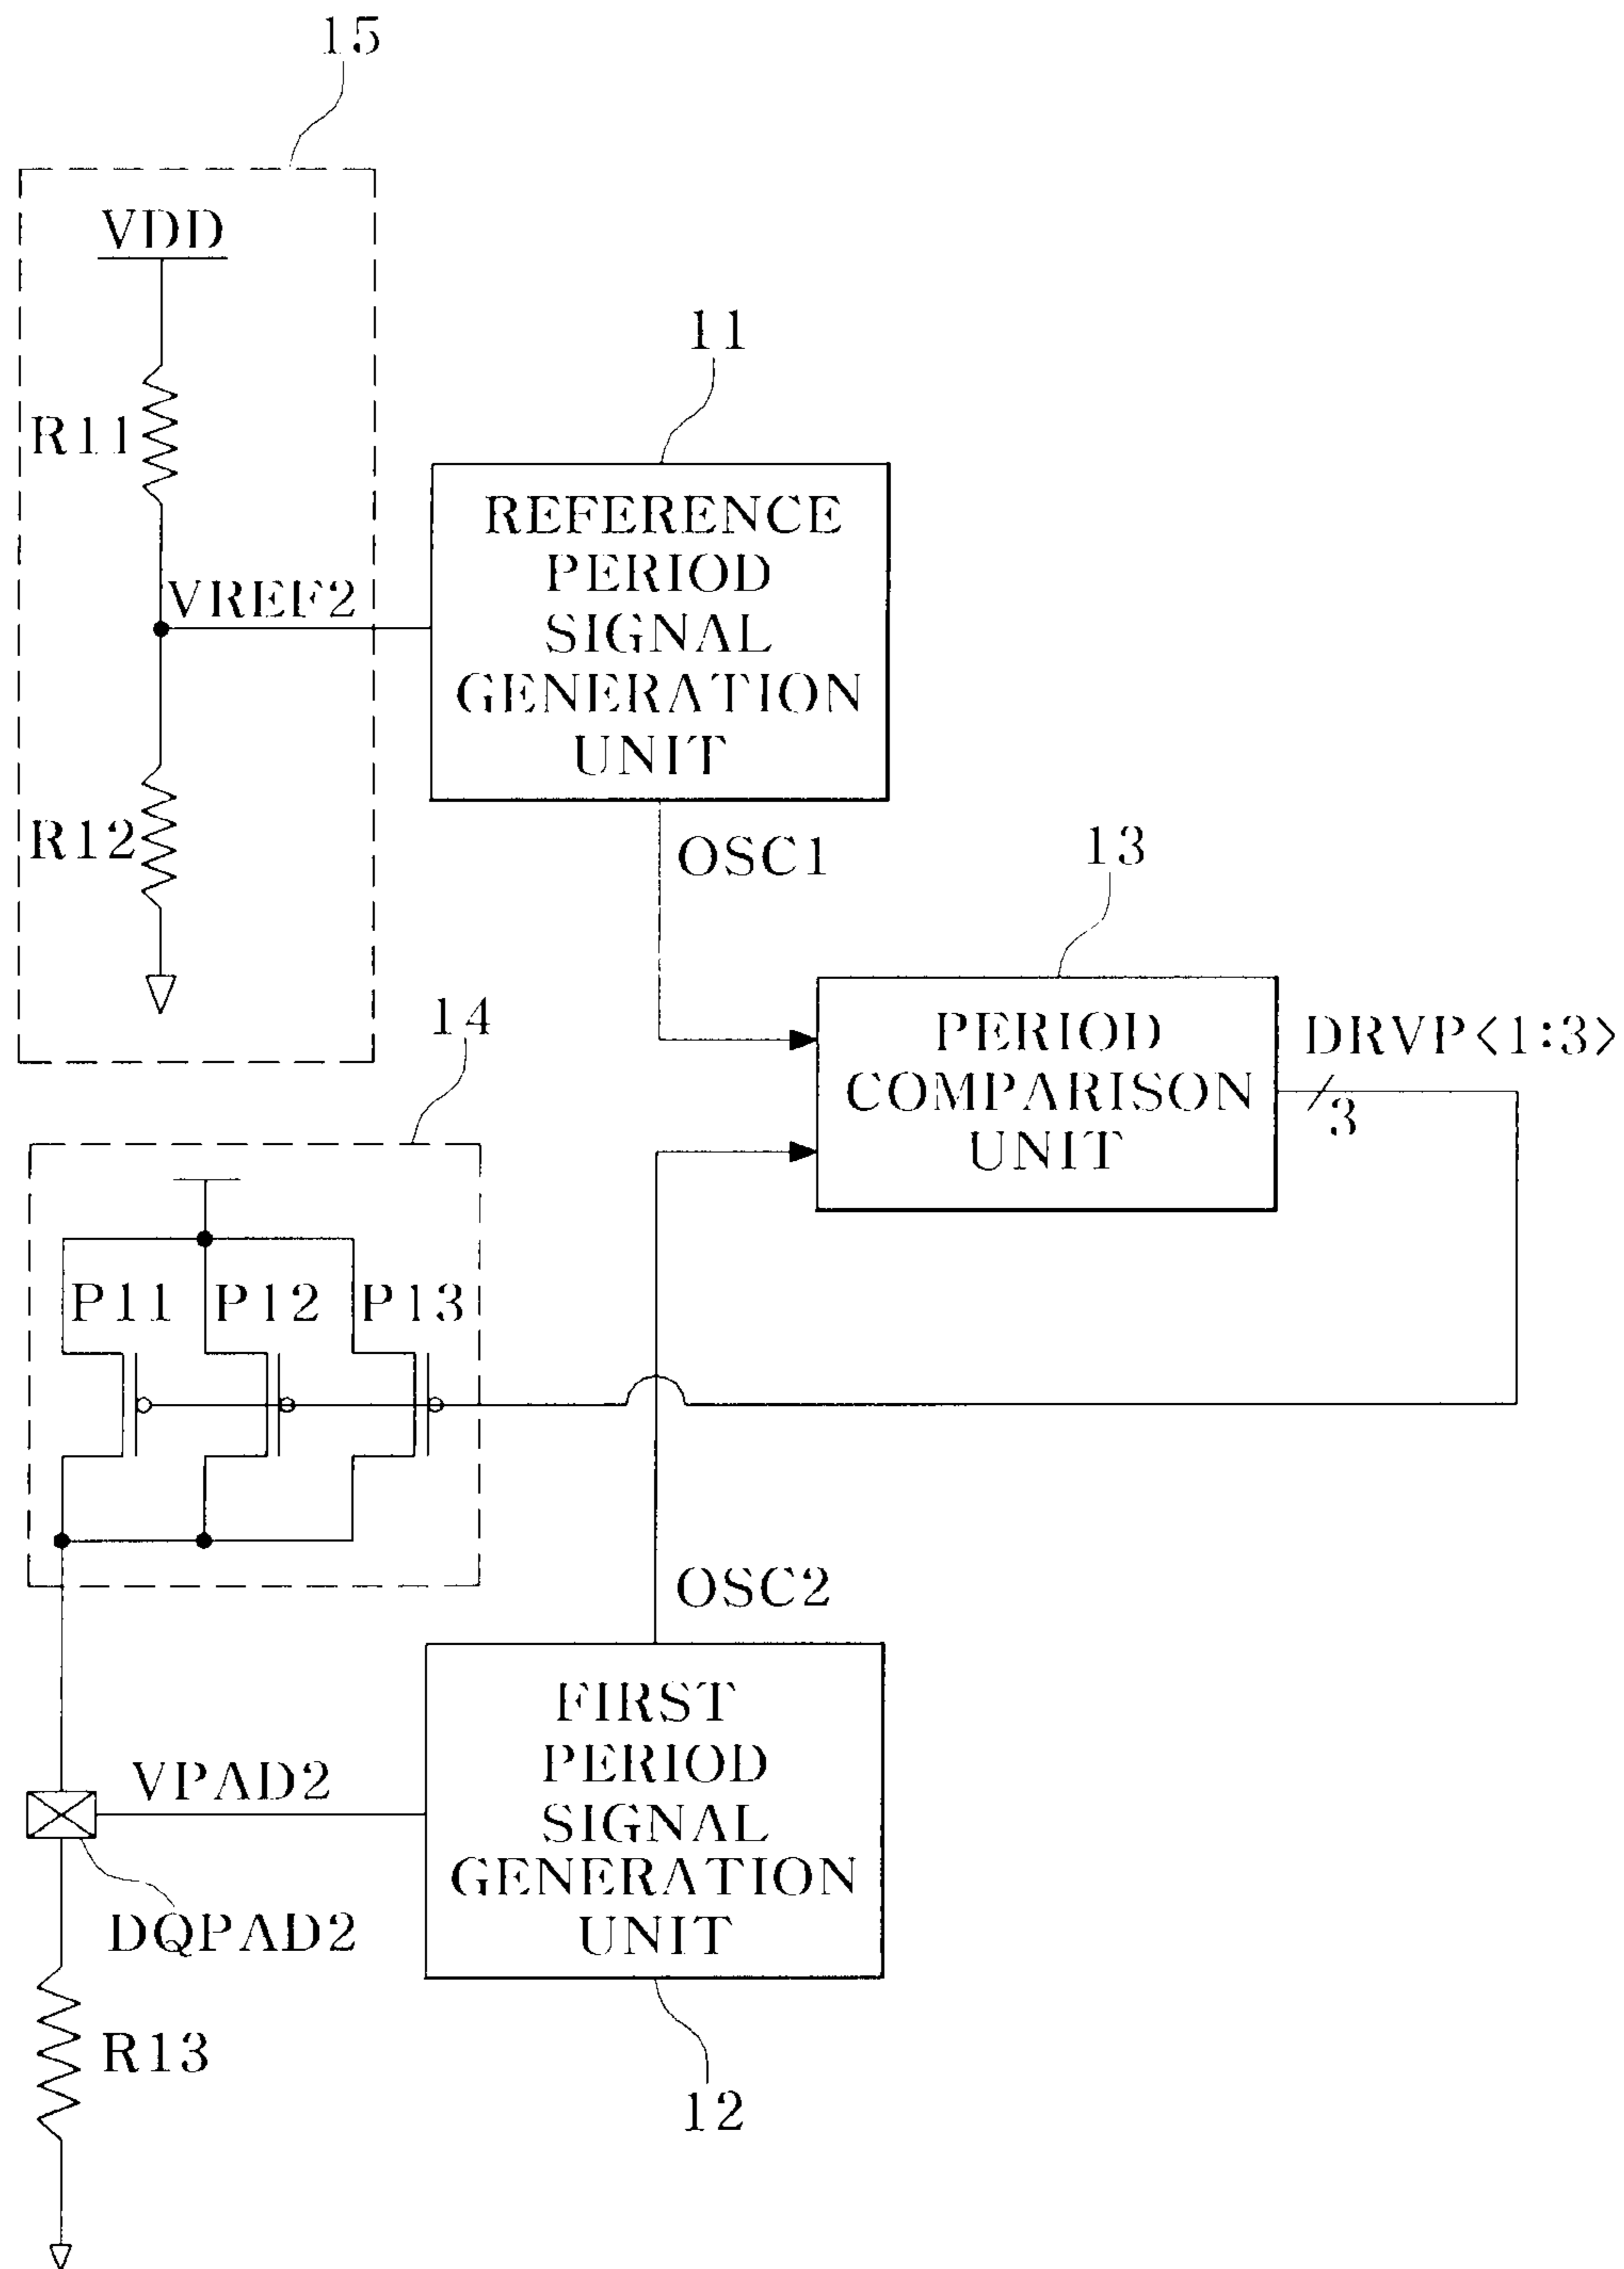 15
VDD
R11
VREF2
R12
11
REFERENCE
PERIOD
SIGNAL
GENERATION
UNIT
OSC1
13
PERIOD
COMPARISON
UNIT
DRVP<1:3>
3
14
P11 P12 P13
OSC2
FIRST
PERIOD
SIGNAL
GENERATION
UNIT
VPAD2
DQPAD2
R13
12